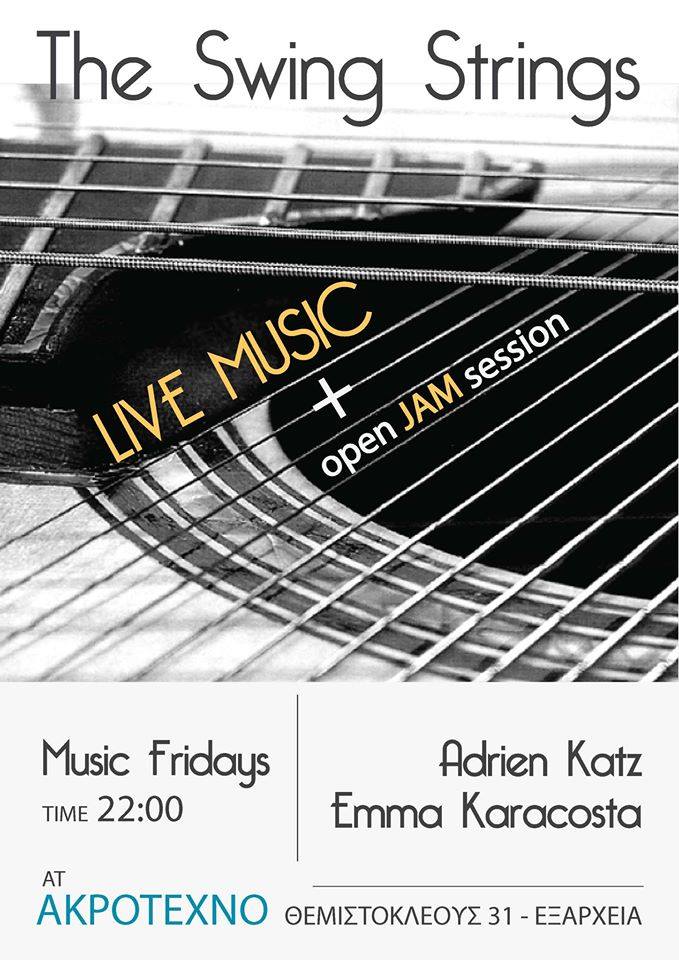 The Swing Strings
LIVE MUSIC
+
open JAM session
Music Fridays
TIME 22:00
Adrien Katz
Emma Karacosta
AT
ΑΚΡΟΤΕΧΝΟ ΘΕΜΙΣΤΟΚΛΕΟΥΣ 31 - ΕΞΑΡΧΕΙΑ